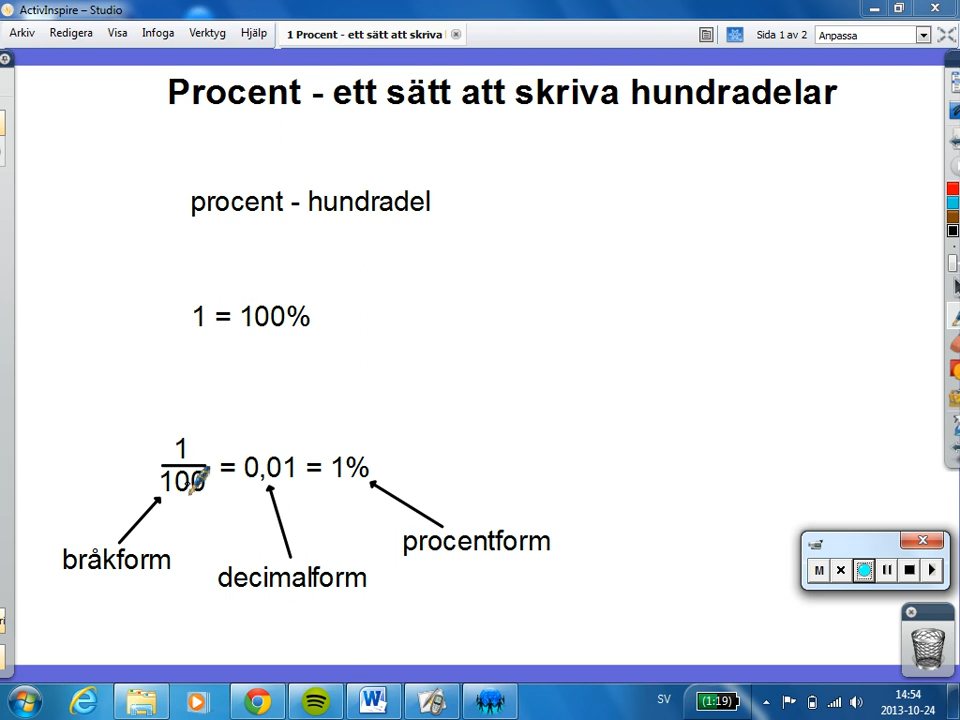 ActivInspire – Studio
Arkiv Redigera Visa Infoga Verktyg Hjälp
1 Procent - ett sätt att skriva
Sida 1 av 2
Anpassa
Procent - ett sätt att skriva hundradelar
procent - hundradel
1 = 100%
1
100
= 0,01 = 1%
procentform
bråkform
decimalform
M
SV
(1:19)
14:54
2013-10-24